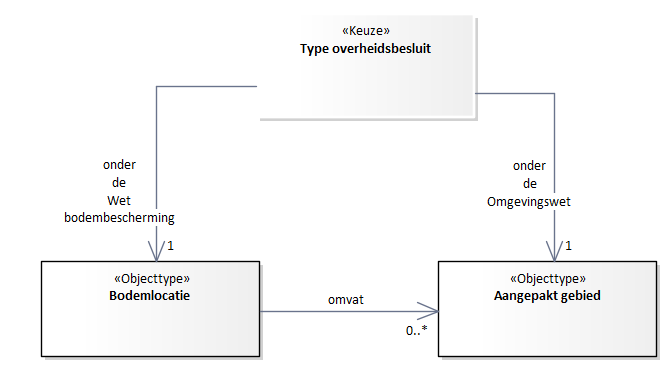 «Keuze»
Type overheidsbesluit
onder
de
Wet
bodembescherming
1
onder
de
Omgevingswet
1
«Objecttype»
Bodemlocatie
omvat
0..*
«Objecttype»
Aangepakt gebied